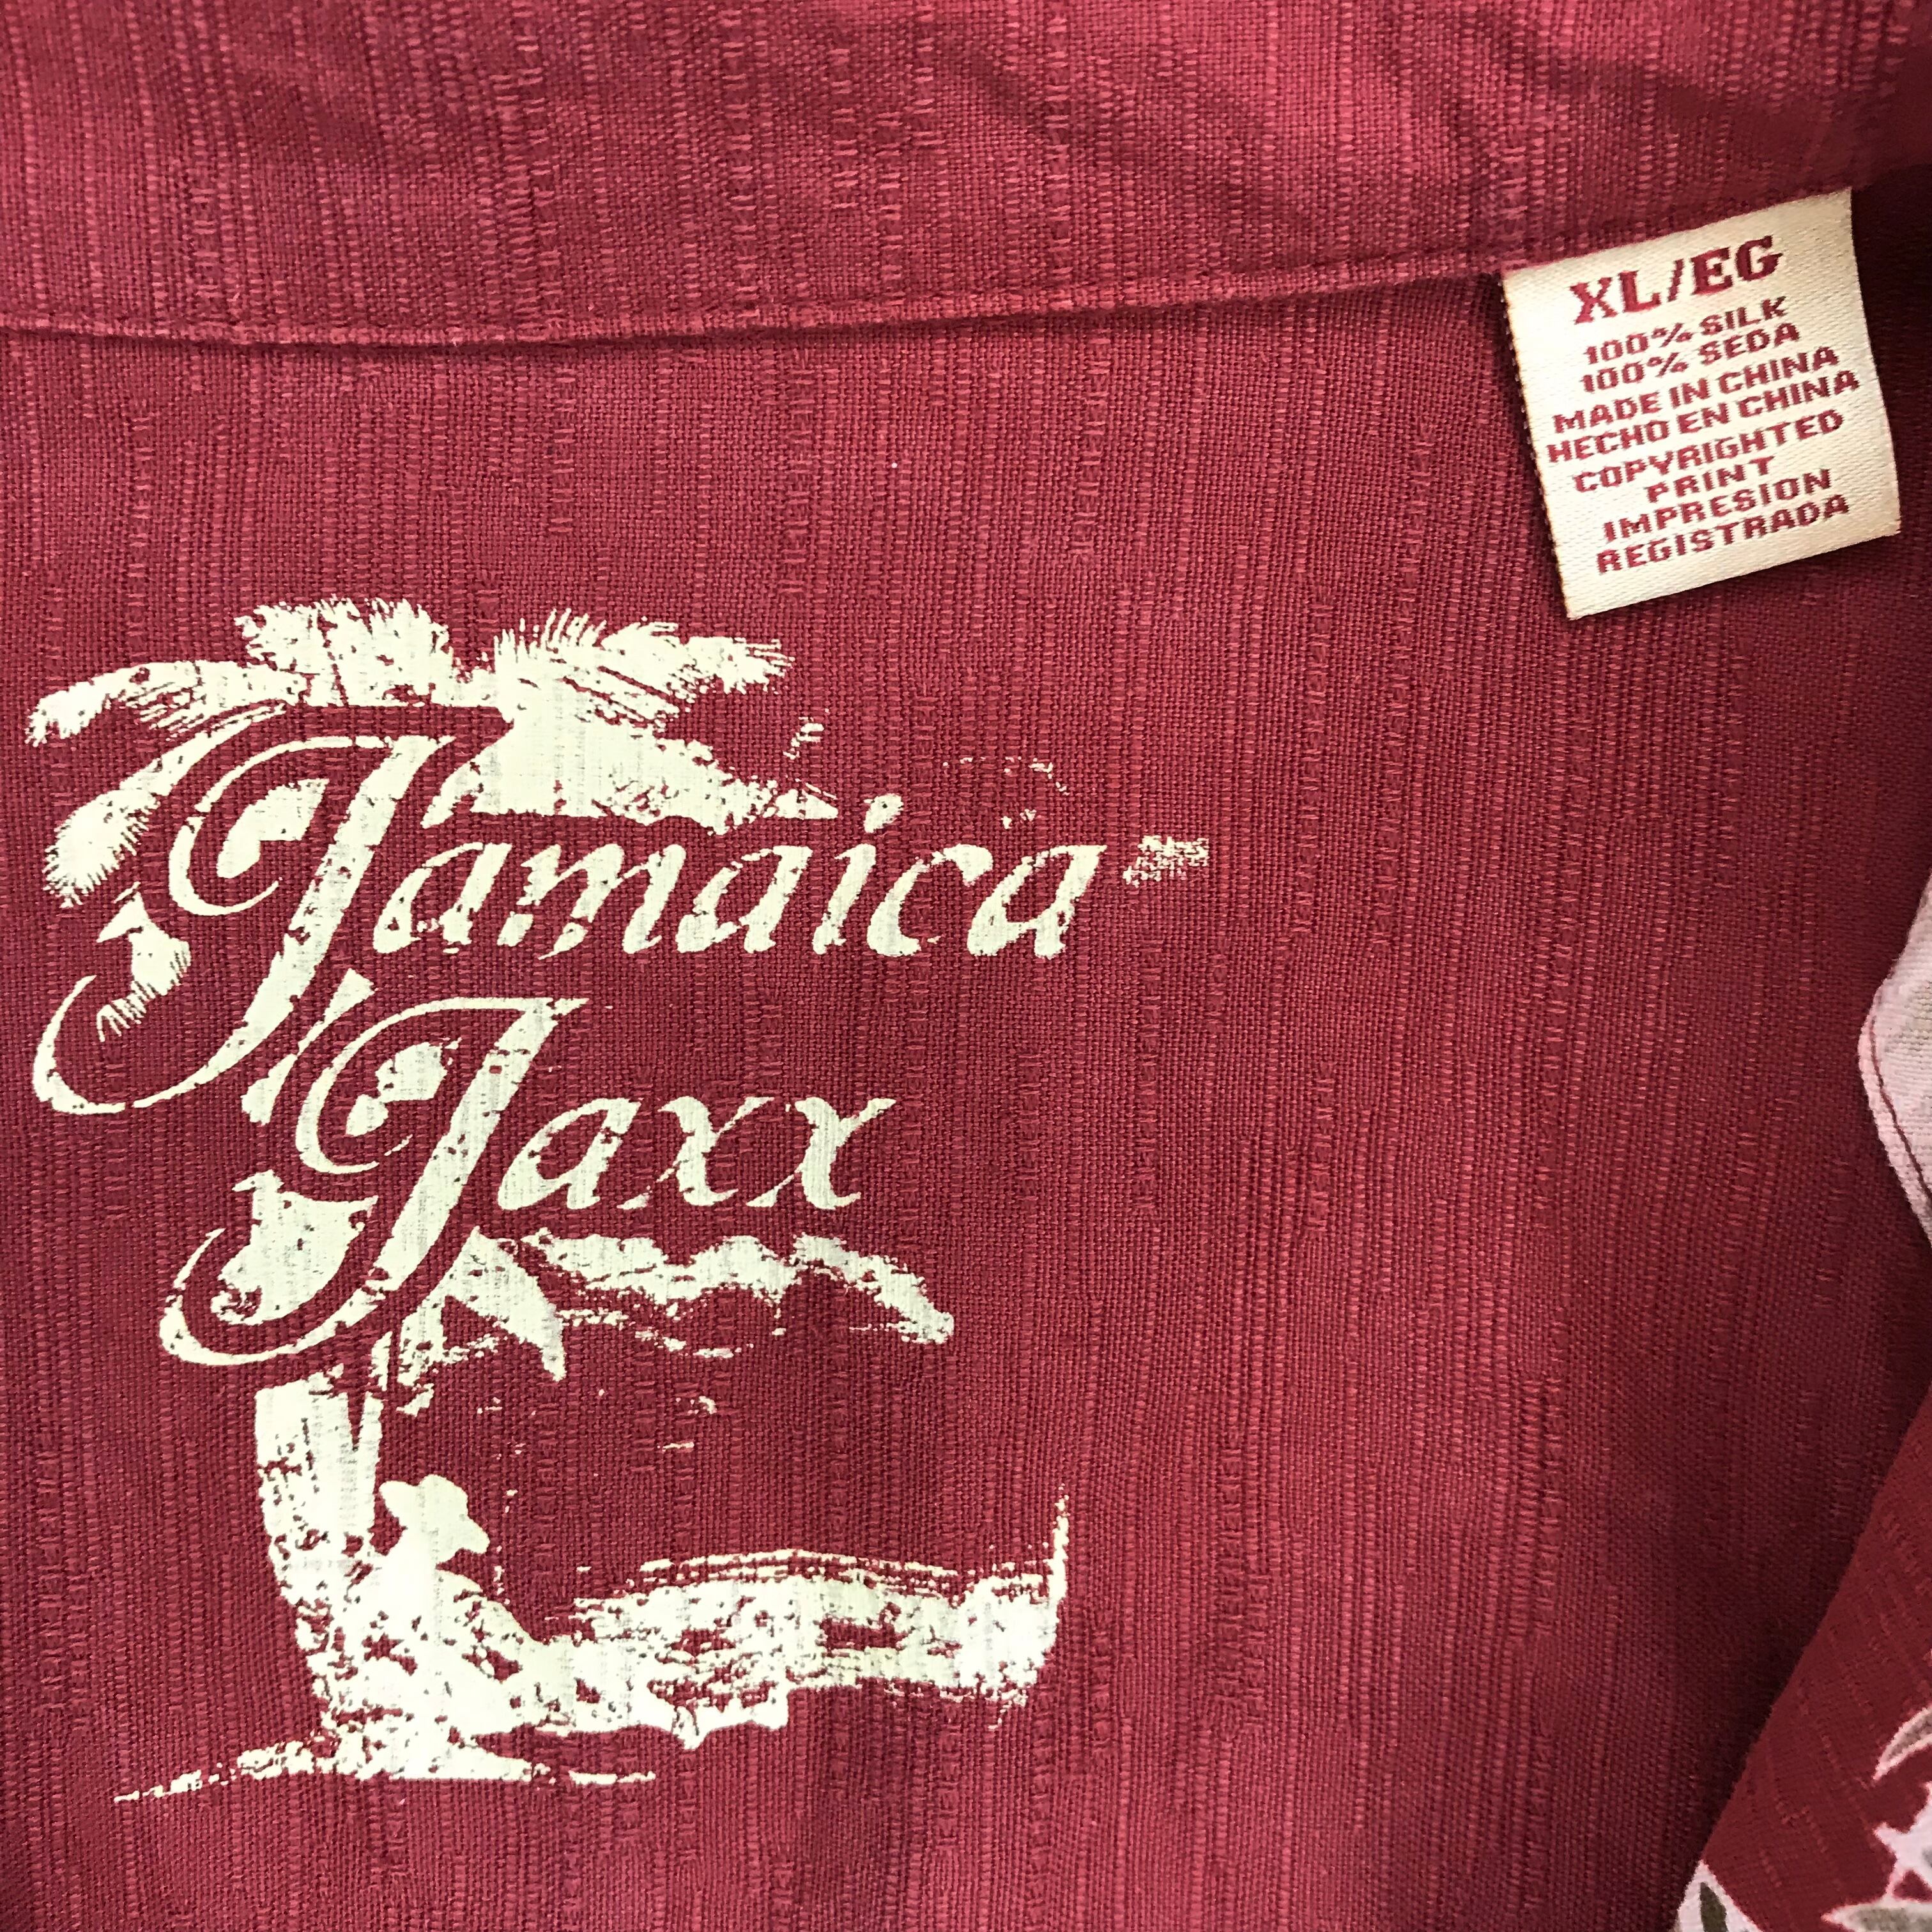 Jamaica
Jaxx
XL/EG
100% SILK
100% SEDA
MADE IN CHINA
HECHO EN CHINA
COPYRIGHTED
PRINT
IMPRESION
REGISTRADA